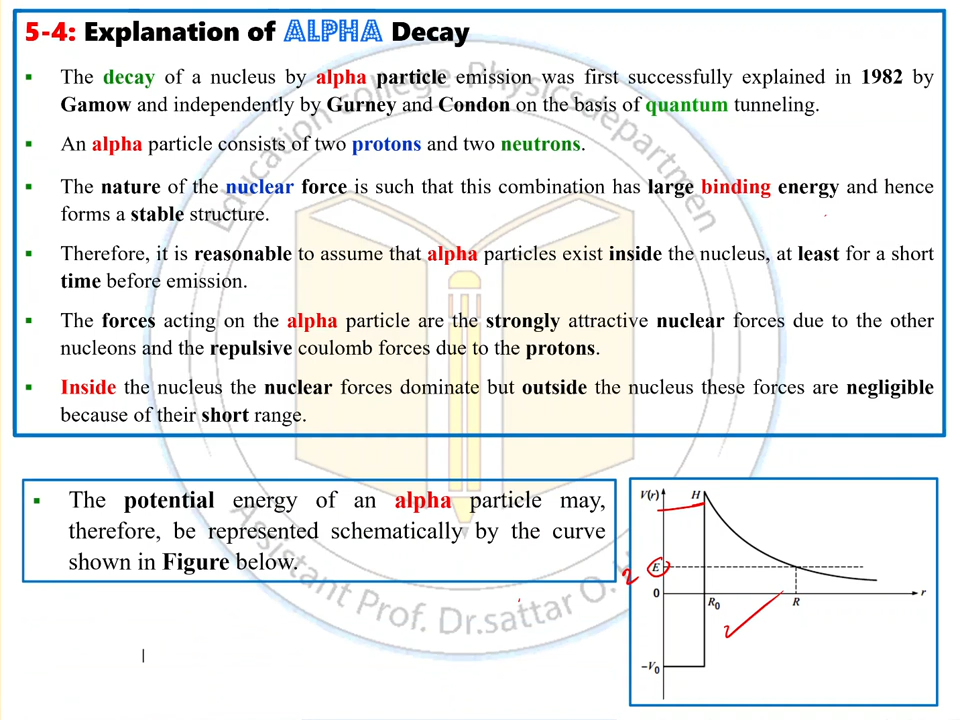 5-4: Explanation of ALPHA Decay
▪ The decay of a nucleus by alpha particle emission was first successfully explained in 1982 by
Gamow and independently by Gurney and Condon on the basis of quantum tunneling.
▪ An alpha particle consists of two protons and two neutrons.
▪ The nature of the nuclear force is such that this combination has large binding energy and hence
forms a stable structure.
▪ Therefore, it is reasonable to assume that alpha particles exist inside the nucleus, at least for a short
time before emission.
▪ The forces acting on the alpha particle are the strongly attractive nuclear forces due to the other
nucleons and the repulsive coulomb forces due to the protons.
▪ Inside the nucleus the nuclear forces dominate but outside the nucleus these forces are negligible
because of their short range.
▪ The potential energy of an alpha particle may,
therefore, be represented schematically by the curve
shown in Figure below.
V(r) H
2 E
0 r
R₀ R
2
−V₀
Education College Physics departmen
Assistant Prof. Dr.sattar O.